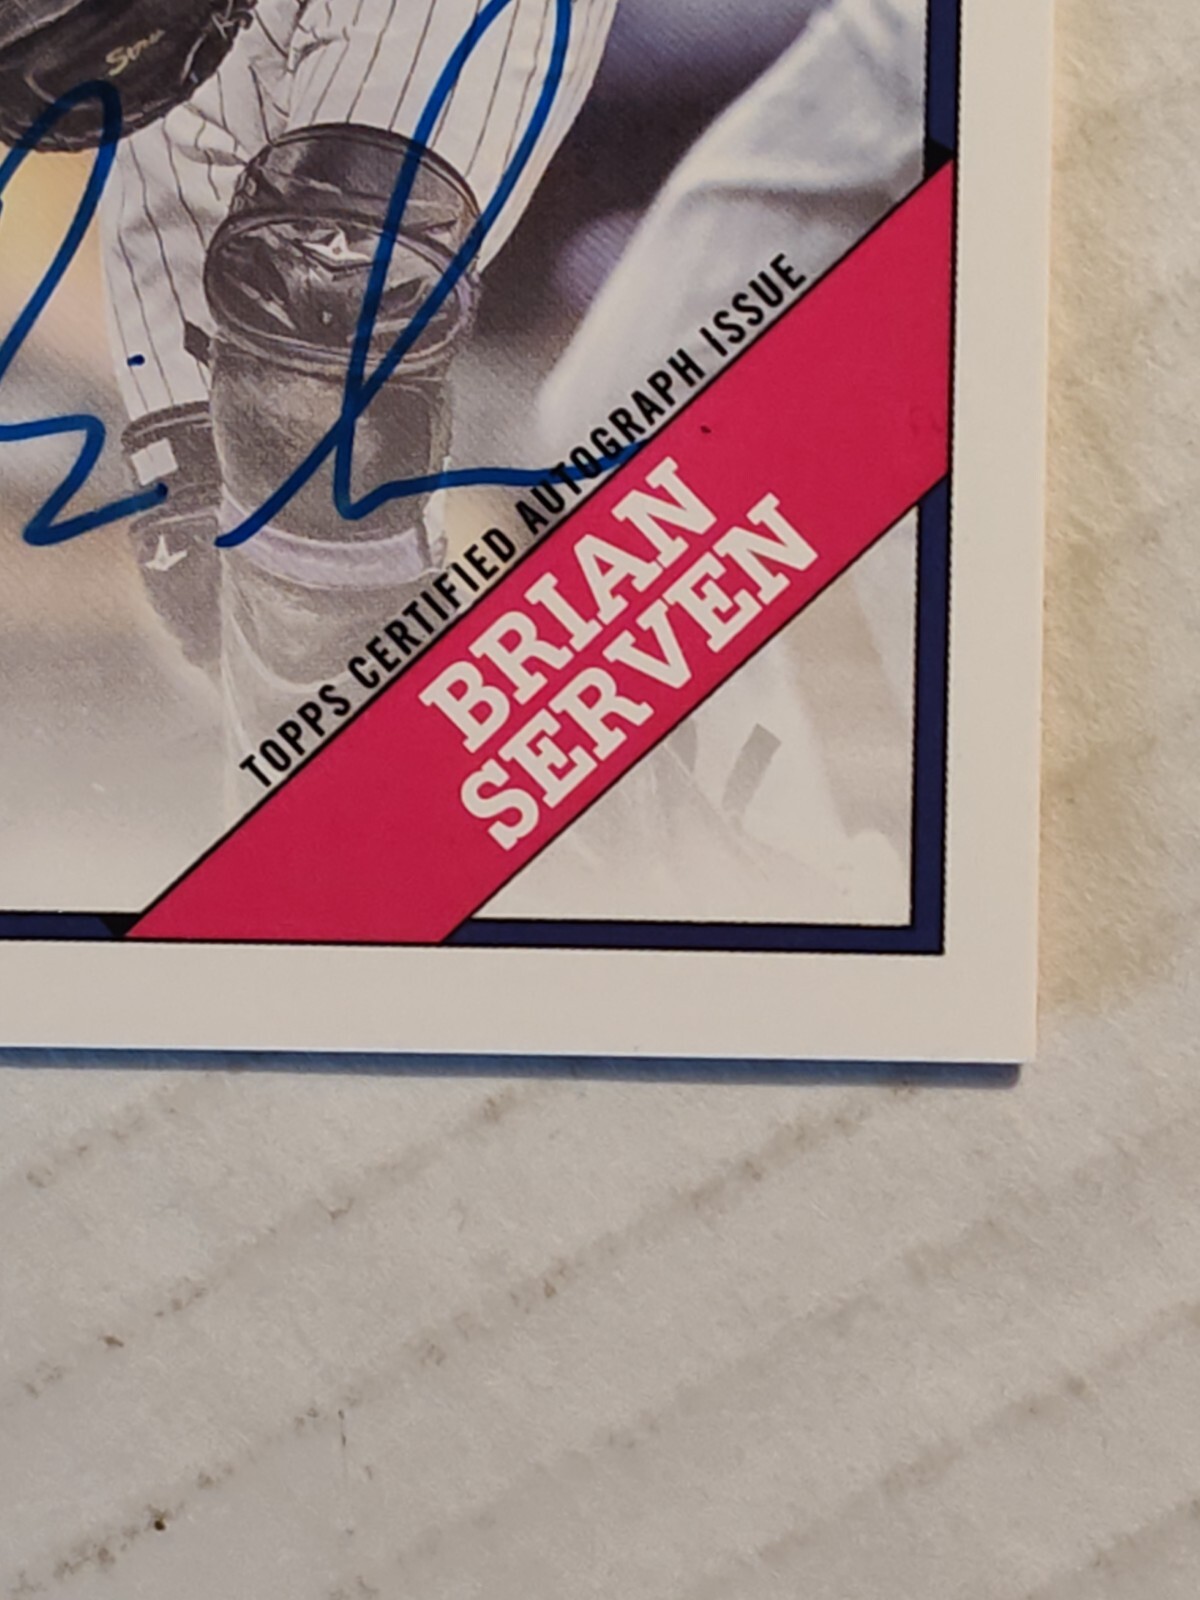 TOPPS CERTIFIED AUTOGRAPH ISSUE
BRIAN
SERVEN